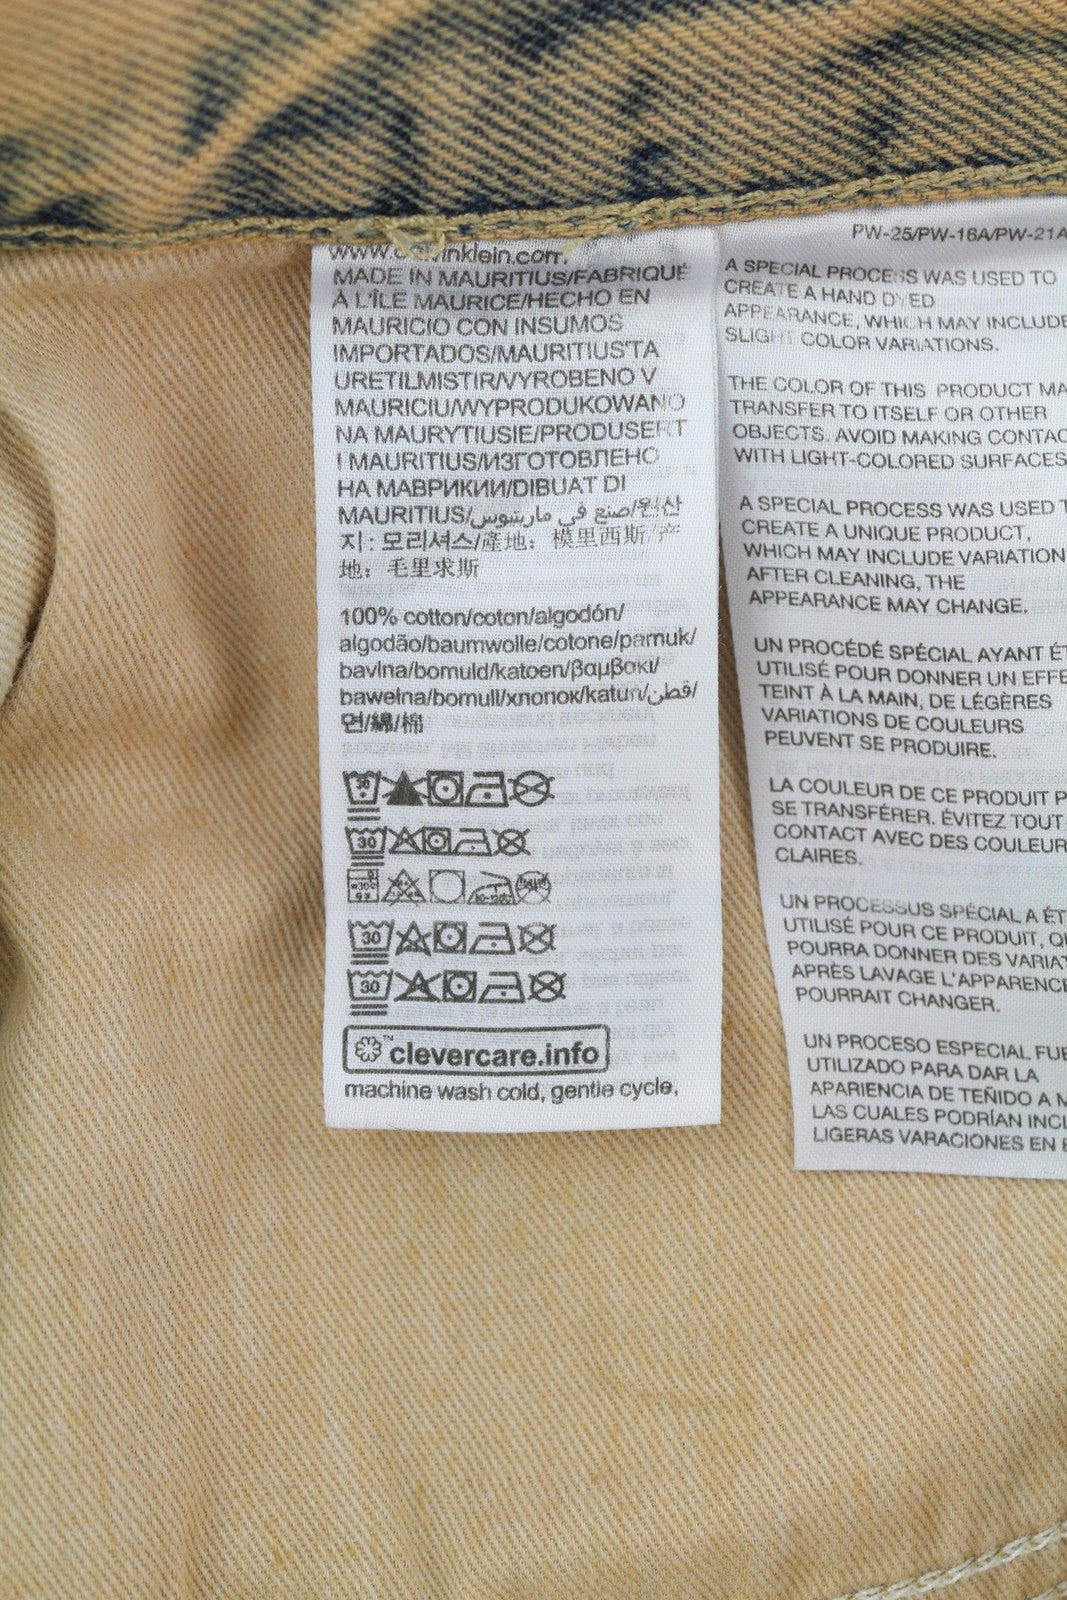 MADE IN MAURITIUS/FABRIQUÉ
À L'ÎLE MAURICE/HECHO EN
MAURICIO CON INSUMOS
IMPORTADOS/MAURITIUS'TA
URETILMISTIR/VYROBENO V
MAURICIU/WYPRODUKOWANO
NA MAURYTIUSIE/PRODUSERT
I MAURITIUS/ИЗГОТОВЛЕНО
НА МАВРИКИИ/DIBUAT DI
MAURITIUS/صنع في ماريتيوس/원산
지: 모리셔스/產地: 模里西斯/产
地: 毛里求斯
100% cotton/coton/algodón/
algodão/baumwolle/cotone/pamuk/
bavlna/bomuld/katoen/βαμβακι/
bawełna/bomull/хлопок/katun/قطن/
면/綿/棉
30
30
30
30
clevercare.info
machine wash cold, gentle cycle,
PW-25/PW-16A/PW-21A
A SPECIAL PROCESS WAS USED TO
CREATE A HAND DYED
APPEARANCE, WHICH MAY INCLUDE
SLIGHT COLOR VARIATIONS.
THE COLOR OF THIS PRODUCT MA
TRANSFER TO ITSELF OR OTHER
OBJECTS. AVOID MAKING CONTAC
WITH LIGHT-COLORED SURFACES
A SPECIAL PROCESS WAS USED T
CREATE A UNIQUE PRODUCT,
WHICH MAY INCLUDE VARIATION
AFTER CLEANING, THE
APPEARANCE MAY CHANGE.
UN PROCÉDÉ SPÉCIAL AYANT ÉT
UTILISÉ POUR DONNER UN EFFE
TEINT À LA MAIN, DE LÉGÈRES
VARIATIONS DE COULEURS
PEUVENT SE PRODUIRE.
LA COULEUR DE CE PRODUIT P
SE TRANSFÉRER. ÉVITEZ TOUT
CONTACT AVEC DES COULEUR
CLAIRES.
UN PROCESSUS SPÉCIAL A ÉT
UTILISÉ POUR CE PRODUIT, QU
POURRA DONNER DES VARIAT
APRÈS LAVAGE L'APPARENCE
POURRAIT CHANGER.
UN PROCESO ESPECIAL FUE
UTILIZADO PARA DAR LA
APARIENCIA DE TEÑIDO A M
LAS CUALES PODRÍAN INCL
LIGERAS VARACIONES EN E